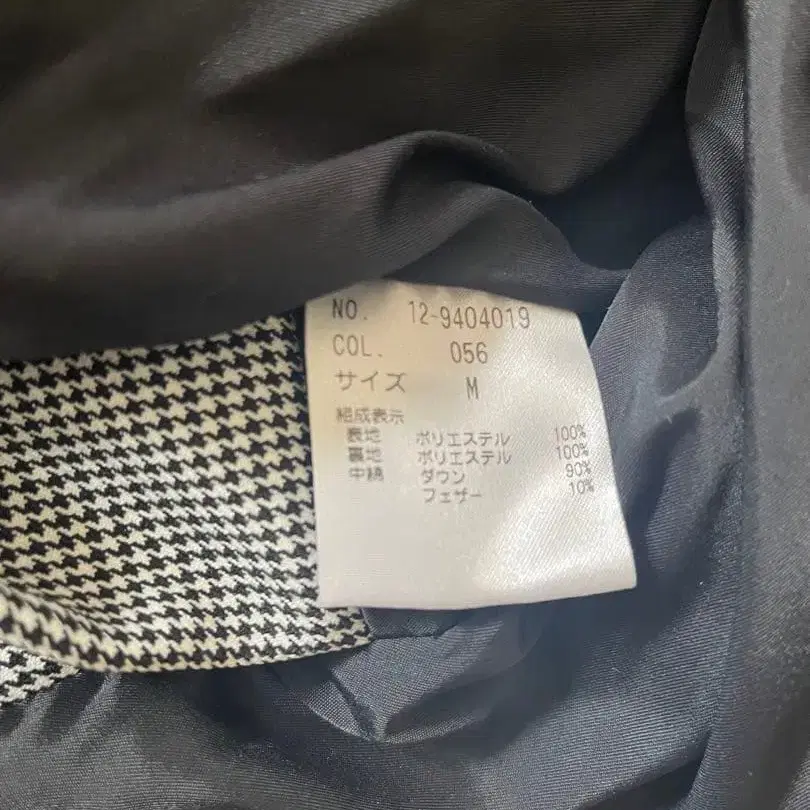 NO. 12-9404019
COL. 056
サイズ M
組成表示
表地 ポリエステル 100%
裏地 ポリエステル 100%
中綿 ダウン 90%
フェザー 10%